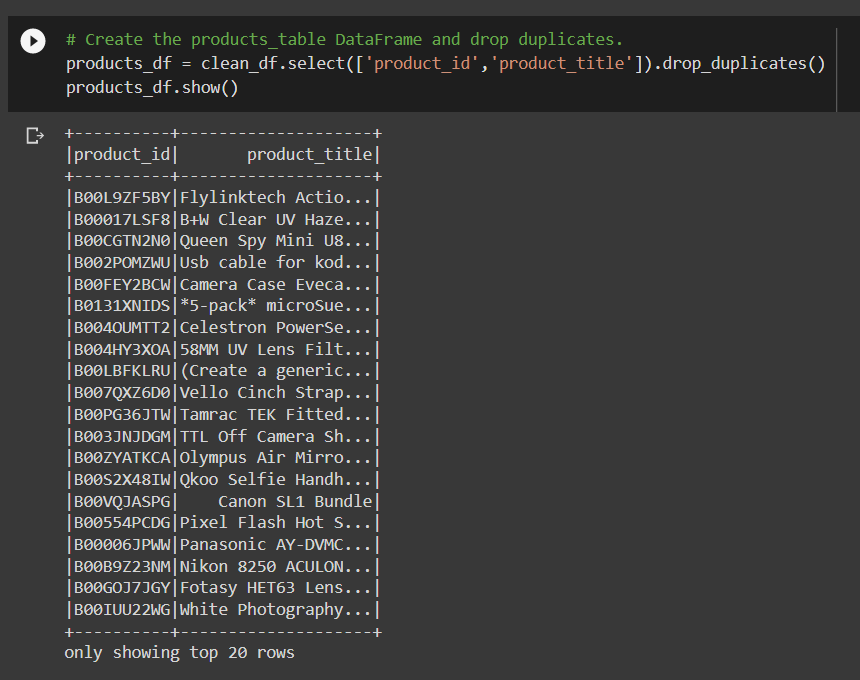 # Create the products_table DataFrame and drop duplicates.
products_df = clean_df.select(['product_id','product_title']).drop_duplicates()
products_df.show()
+----------+--------------------+
|product_id|       product_title|
+----------+--------------------+
|B00L9ZF5BY|Flylinktech Actio...|
|B00017LSF8|B+W Clear UV Haze...|
|B00CGTN2N0|Queen Spy Mini U8...|
|B002POMZWU|Usb cable for kod...|
|B00FEY2BCW|Camera Case Eveca...|
|B0131XNIDS|*5-pack* microSue...|
|B004OUMTT2|Celestron PowerSe...|
|B004HY3XOA|58MM UV Lens Filt...|
|B00LBFKLRU|(Create a generic...|
|B007QXZ6D0|Vello Cinch Strap...|
|B00PG36JTW|Tamrac TEK Fitted...|
|B003JNJDGM|TTL Off Camera Sh...|
|B00ZYATKCA|Olympus Air Mirro...|
|B00S2X48IW|Qkoo Selfie Handh...|
|B00VQJASPG|    Canon SL1 Bundle|
|B00554PCDG|Pixel Flash Hot S...|
|B00006JPWW|Panasonic AY-DVMC...|
|B00B9Z23NM|Nikon 8250 ACULON...|
|B00GOJ7JGY|Fotasy HET63 Lens...|
|B00IUU22WG|White Photography...|
+----------+--------------------+
only showing top 20 rows